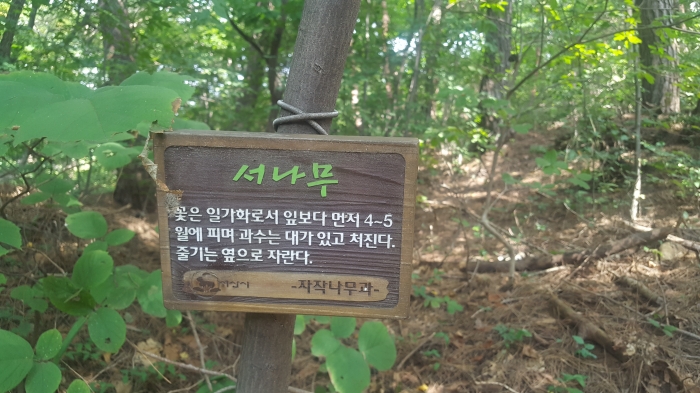 서나무
꽃은 일가화로서 잎보다 먼저 4~5
월에 피며 과수는 대가 있고 처진다.
줄기는 옆으로 자란다.
-자작나무과-